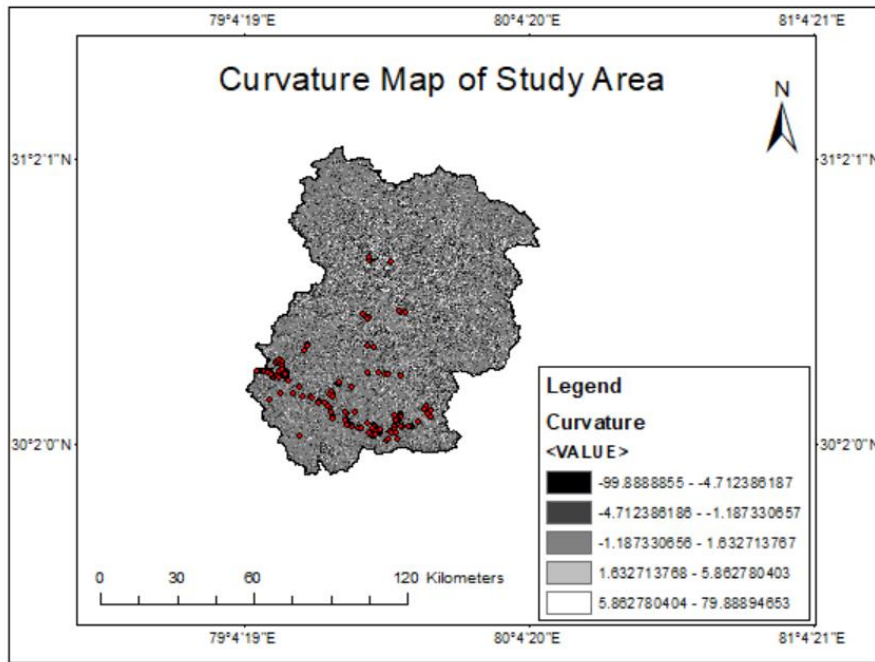 79°4'19"E 80°4'20"E 81°4'21"E
Curvature Map of Study Area
N
31°2'1"N 31°2'1"N
Legend
Curvature
<VALUE>
-99.8888855 - -4.712386187
-4.712386186 - -1.187330657
-1.187330656 - 1.632713767
1.632713768 - 5.862780403
5.862780404 - 79.88894653
30°2'0"N 30°2'0"N
0 30 60 120 Kilometers
79°4'19"E 80°4'20"E 81°4'21"E